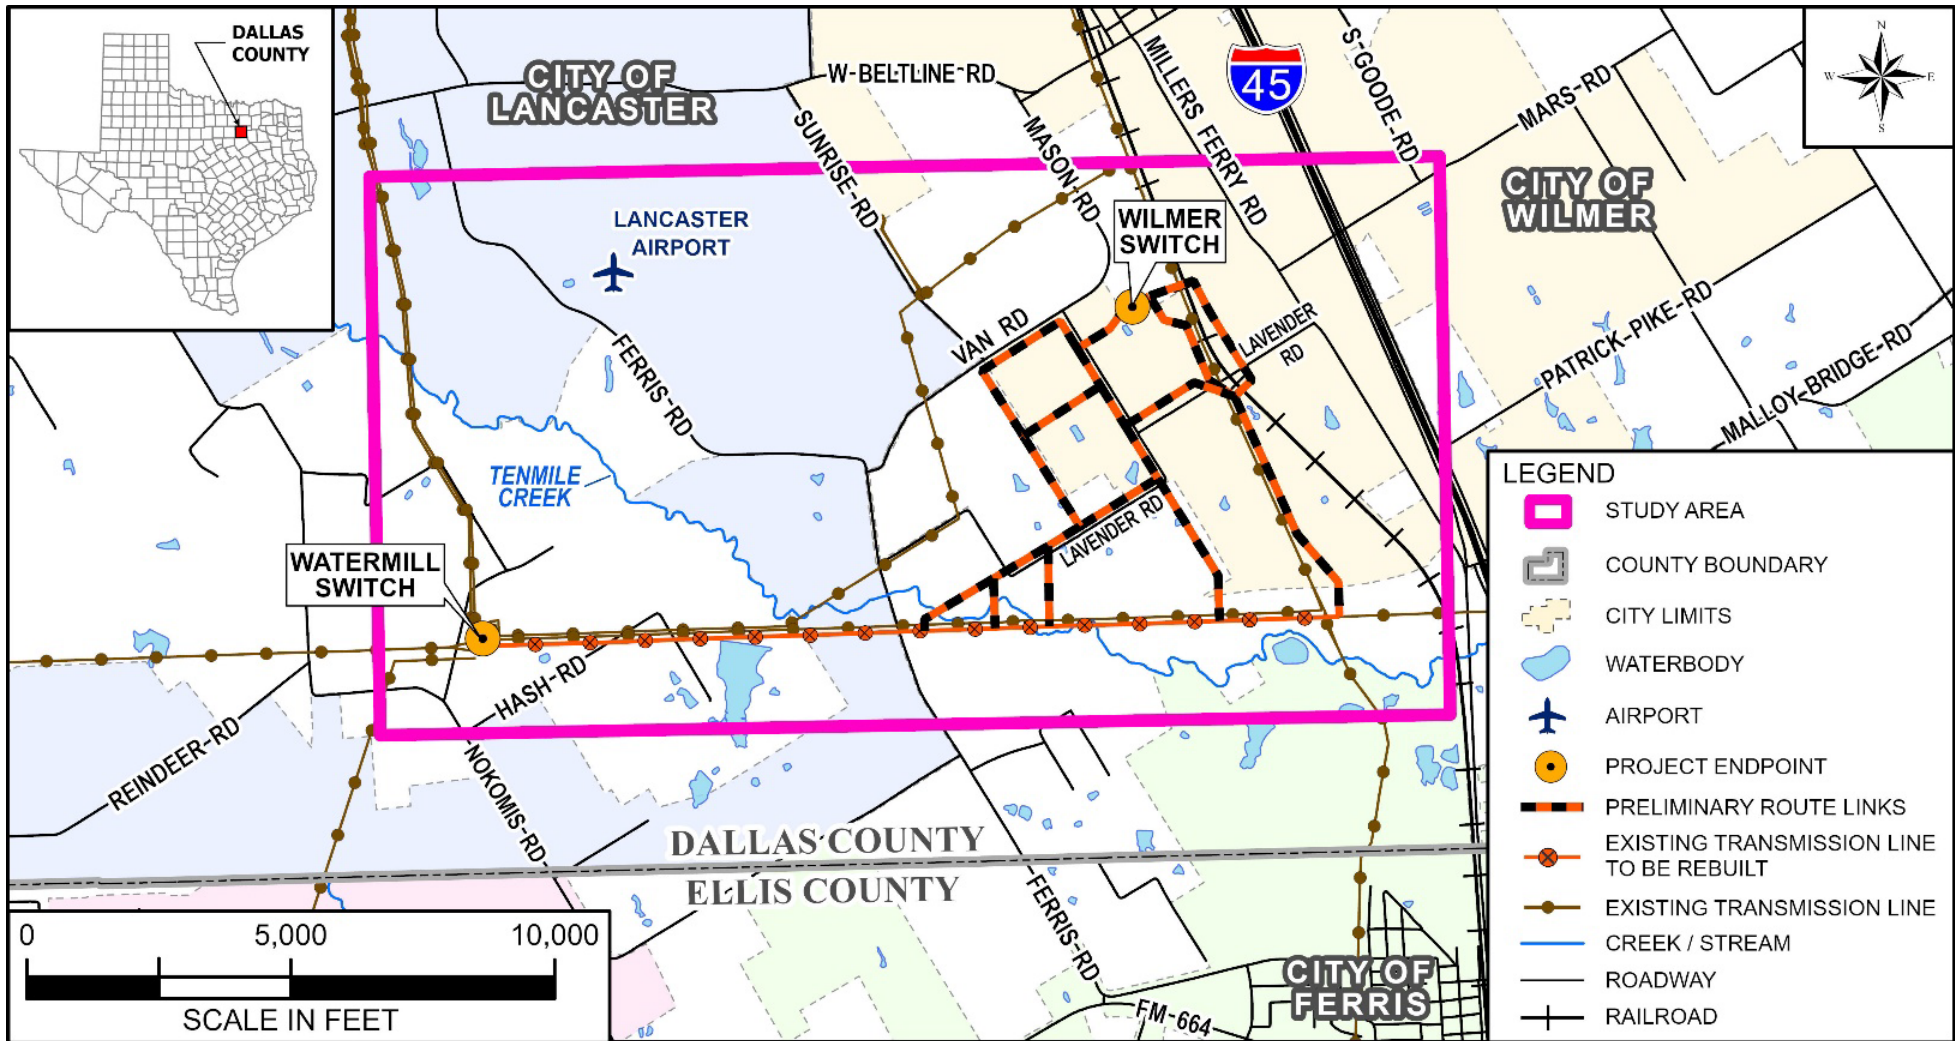 DALLAS
COUNTY
CITY OF
LANCASTER
W-BELTLINE-RD
MILLERS FERRY RD
45
S-GOODE-RD
MARS-RD
N
W
E
S
SUNRISE-RD
MASON-RD
CITY OF
WILMER
LANCASTER
AIRPORT
WILMER
SWITCH
VAN RD
LAVENDER
RD
FERRIS-RD
PATRICK-PIKE-RD
MALLOY-BRIDGE-RD
TENMILE
CREEK
LAVENDER RD
WATERMILL
SWITCH
HASH-RD
REINDEER-RD
NOKOMIS-RD
DALLAS COUNTY
ELLIS COUNTY
FERRIS-RD
FM-664
CITY OF
FERRIS
0
5,000
10,000
SCALE IN FEET
LEGEND
STUDY AREA
COUNTY BOUNDARY
CITY LIMITS
WATERBODY
AIRPORT
PROJECT ENDPOINT
PRELIMINARY ROUTE LINKS
EXISTING TRANSMISSION LINE
TO BE REBUILT
EXISTING TRANSMISSION LINE
CREEK / STREAM
ROADWAY
RAILROAD